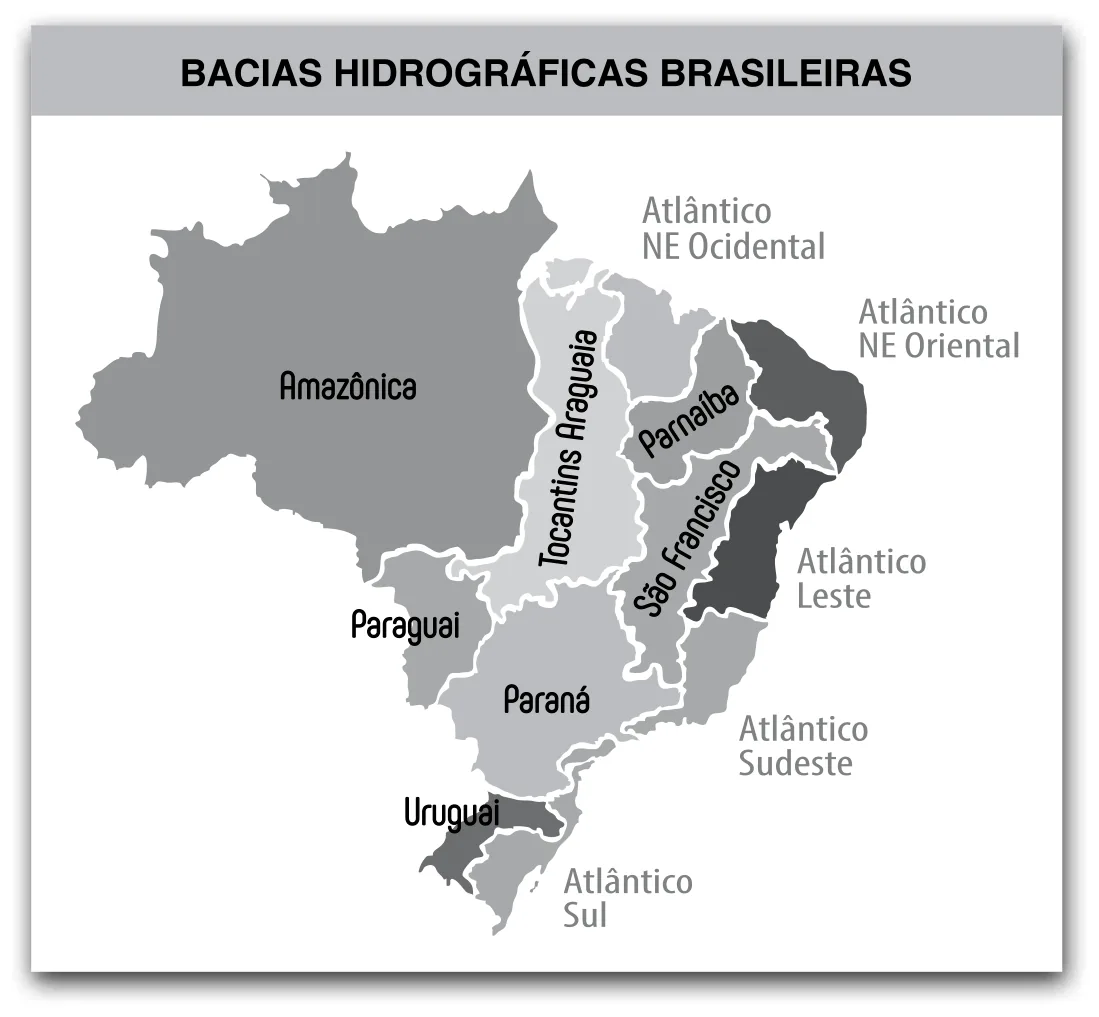 BACIAS HIDROGRÁFICAS BRASILEIRAS
Atlântico
NE Ocidental
Atlântico
NE Oriental
Amazônica
Tocantins Araguaia
Parnaíba
São Francisco
Atlântico
Leste
Paraguai
Paraná
Atlântico
Sudeste
Uruguai
Atlântico
Sul